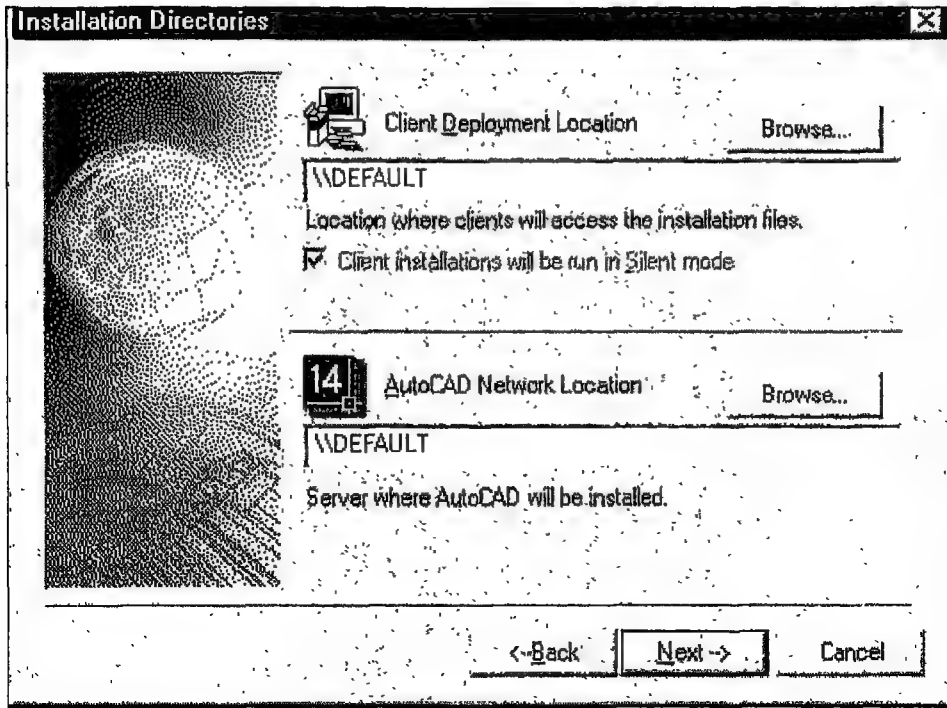 Installation Directories
Client Deployment Location
Browse...
\\DEFAULT
Location where clients will access the installation files.
Client installations will be run in Silent mode
14
AutoCAD Network Location
Browse...
\\DEFAULT
Server where AutoCAD will be installed.
<--Back
Next-->
Cancel